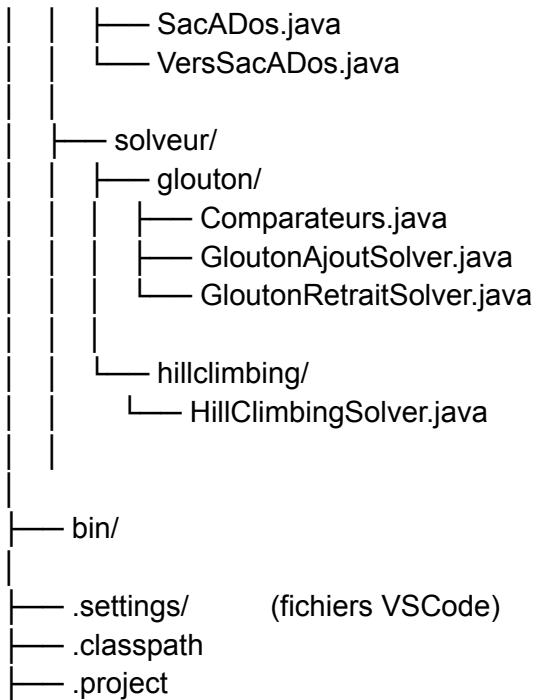 │ │ ├── SacADos.java
│ │ └── VersSacADos.java
│ │
│ ├── solveur/
│ │ ├── glouton/
│ │ │ ├── Comparateurs.java
│ │ │ ├── GloutonAjoutSolver.java
│ │ │ └── GloutonRetraitSolver.java
│ │ │
│ │ └── hillclimbing/
│ │ └── HillClimbingSolver.java
│ │
│
├── bin/
│
├── .settings/ (fichiers VSCode)
├── .classpath
├── .project